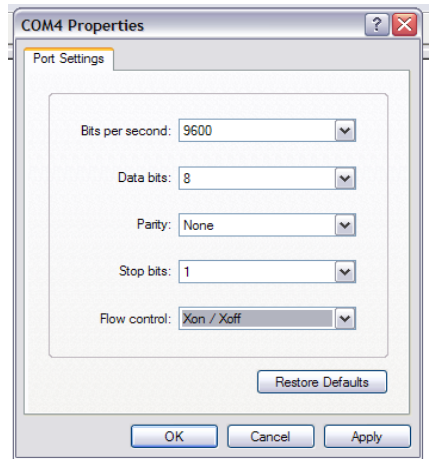 COM4 Properties
Port Settings
Bits per second: 9600
Data bits: 8
Parity: None
Stop bits: 1
Flow control: Xon / Xoff
Restore Defaults
OK Cancel Apply